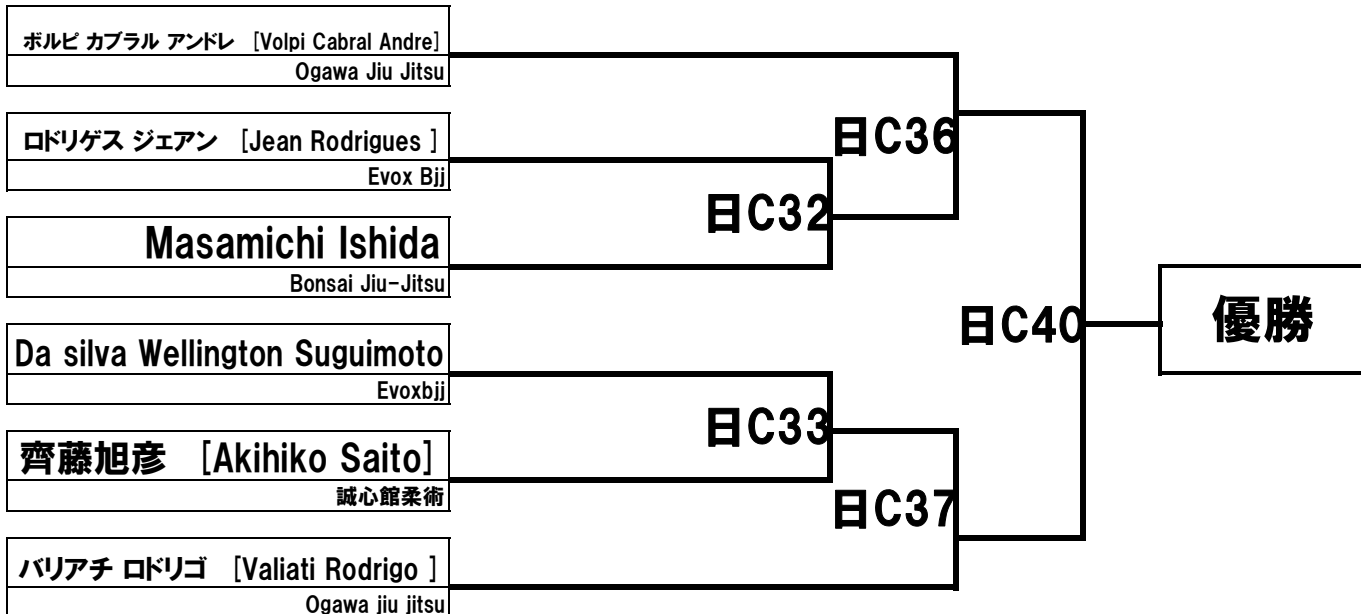 ボルピ カブラル アンドレ [Volpi Cabral Andre]
Ogawa Jiu Jitsu
ロドリゲス ジェアン [Jean Rodrigues ]
Evox Bjj
日C36
日C32
Masamichi Ishida
Bonsai Jiu-Jitsu
日C40
優勝
Da silva Wellington Suguimoto
Evoxbjj
日C33
齊藤旭彦 [Akihiko Saito]
誠心館柔術
日C37
バリアチ ロドリゴ [Valiati Rodrigo ]
Ogawa jiu jitsu